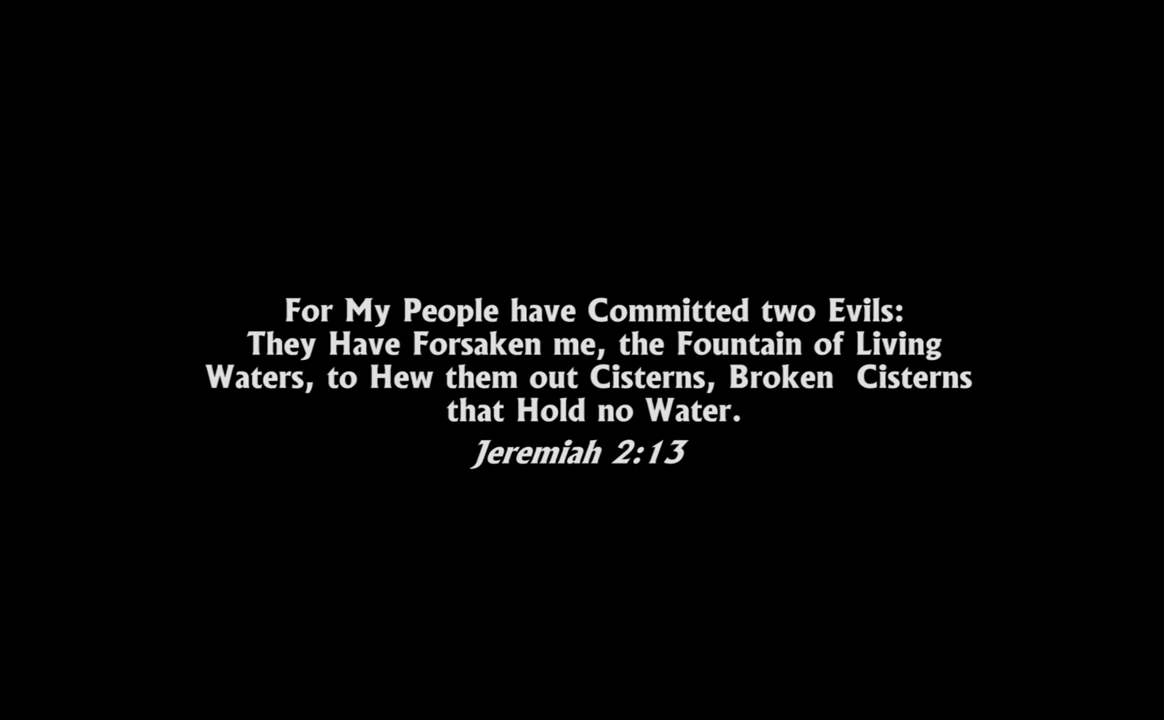 For My People have Committed two Evils:
They Have Forsaken me, the Fountain of Living
Waters, to Hew them out Cisterns, Broken  Cisterns
that Hold no Water.
Jeremiah 2:13